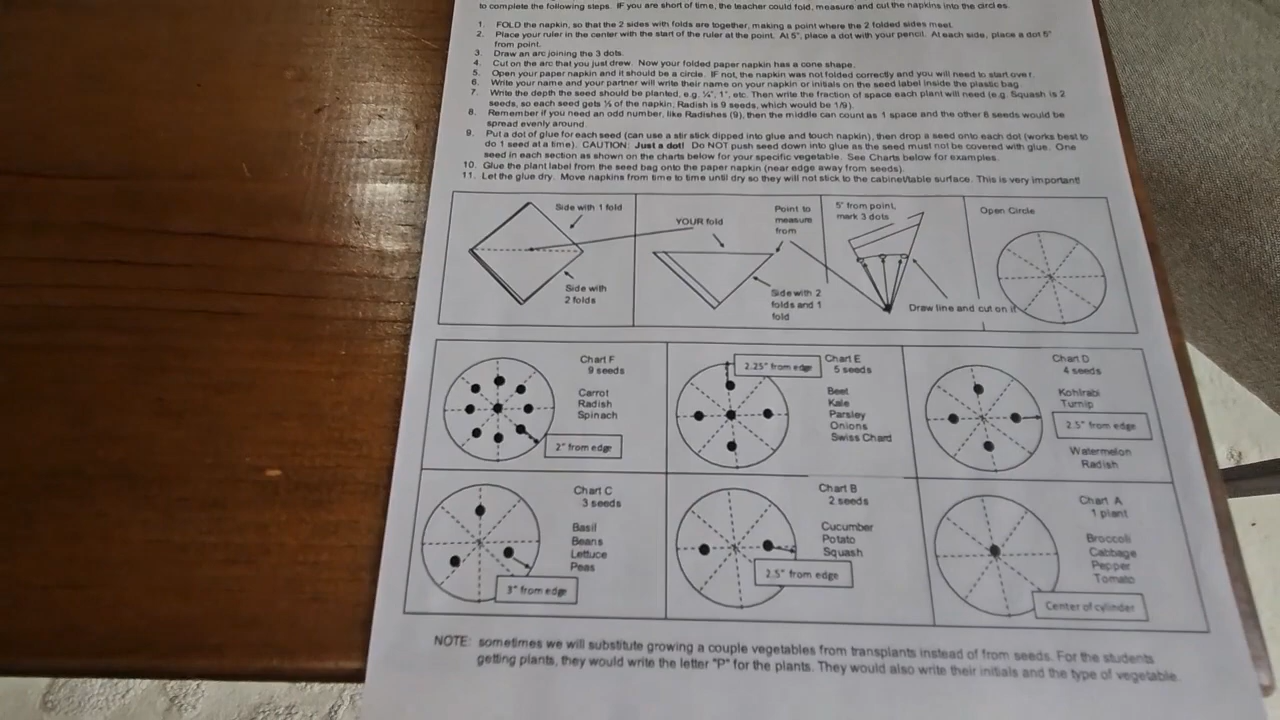 to complete the following steps. IF you are short of time, the teacher could fold, measure and cut the napkins into the circles.
1. FOLD the napkin, so that the 2 sides with folds are together, making a point where the 2 folded sides meet.
2. Place your ruler in the center with the start of the ruler at the point. At 5", place a dot with your pencil. At each side, place a dot 5"
from point.
3. Draw an arc joining the 3 dots.
4. Cut on the arc that you just drew. Now your folded paper napkin has a cone shape.
5. Open your paper napkin and it should be a circle. IF not, the napkin was not folded correctly and you will need to start over.
6. Write your name and your partner will write their name on your napkin or initials on the seed label inside the plastic bag
7. Write the depth the seed should be planted, e.g. ¼", 1", etc. Then write the fraction of space each plant will need (e.g. Squash is 2
seeds, so each seed gets ½ of the napkin; Radish is 9 seeds, which would be 1/9).
8. Remember if you need an odd number, like Radishes (9), then the middle can count as 1 space and the other 8 seeds would be
spread evenly around.
9. Put a dot of glue for each seed (can use a stir stick dipped into glue and touch napkin), then drop a seed onto each dot (works best to
do 1 seed at a time). CAUTION: Just a dot! Do NOT push seed down into glue as the seed must not be covered with glue. One
seed in each section as shown on the charts below for your specific vegetable. See Charts below for examples.
10. Glue the plant label from the seed bag onto the paper napkin (near edge away from seeds).
11. Let the glue dry. Move napkins from time to time until dry so they will not stick to the cabinet/table surface. This is very important!
Side with 1 fold
Side with
2 folds
YOUR fold
Point to
measure
from
Side with 2
folds and 1
fold
5" from point,
mark 3 dots
Draw line and cut on it
Open Circle
Chart F
9 seeds
Carrot
Radish
Spinach
2" from edge
2.25" from edge
Chart E
5 seeds
Beet
Kale
Parsley
Onions
Swiss Chard
Chart D
4 seeds
Kohlrabi
Turnip
2.5" from edge
Watermelon
Radish
Chart C
3 seeds
Basil
Beans
Lettuce
Peas
3" from edge
Chart B
2 seeds
Cucumber
Potato
Squash
2.5" from edge
Chart A
1 plant
Broccoli
Cabbage
Pepper
Tomato
Center of cylinder
NOTE: sometimes we will substitute growing a couple vegetables from transplants instead of from seeds. For the students
getting plants, they would write the letter "P" for the plants. They would also write their initials and the type of vegetable.